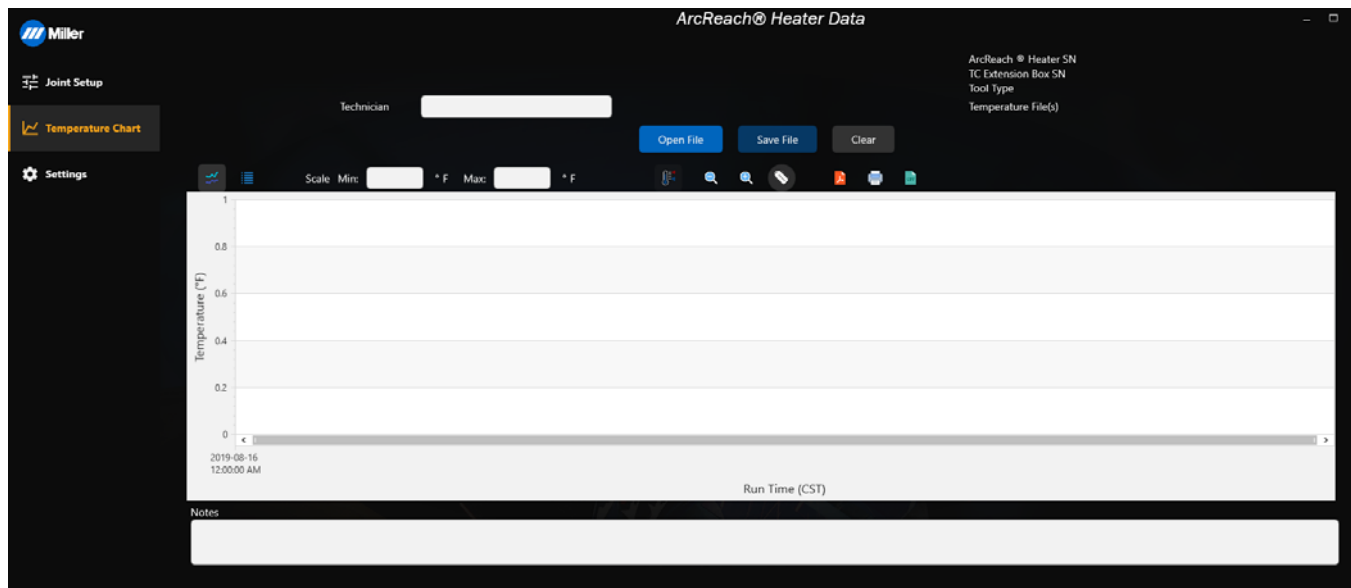 ArcReach® Heater Data
Miller
Joint Setup
Temperature Chart
Settings
ArcReach ® Heater SN
TC Extension Box SN
Tool Type
Temperature File(s)
Technician
Open File Save File Clear
Scale Min: ° F Max: ° F
Temperature (°F)
1
0.8
0.6
0.4
0.2
0
2019-08-16
12:00:00 AM
Run Time (CST)
Notes